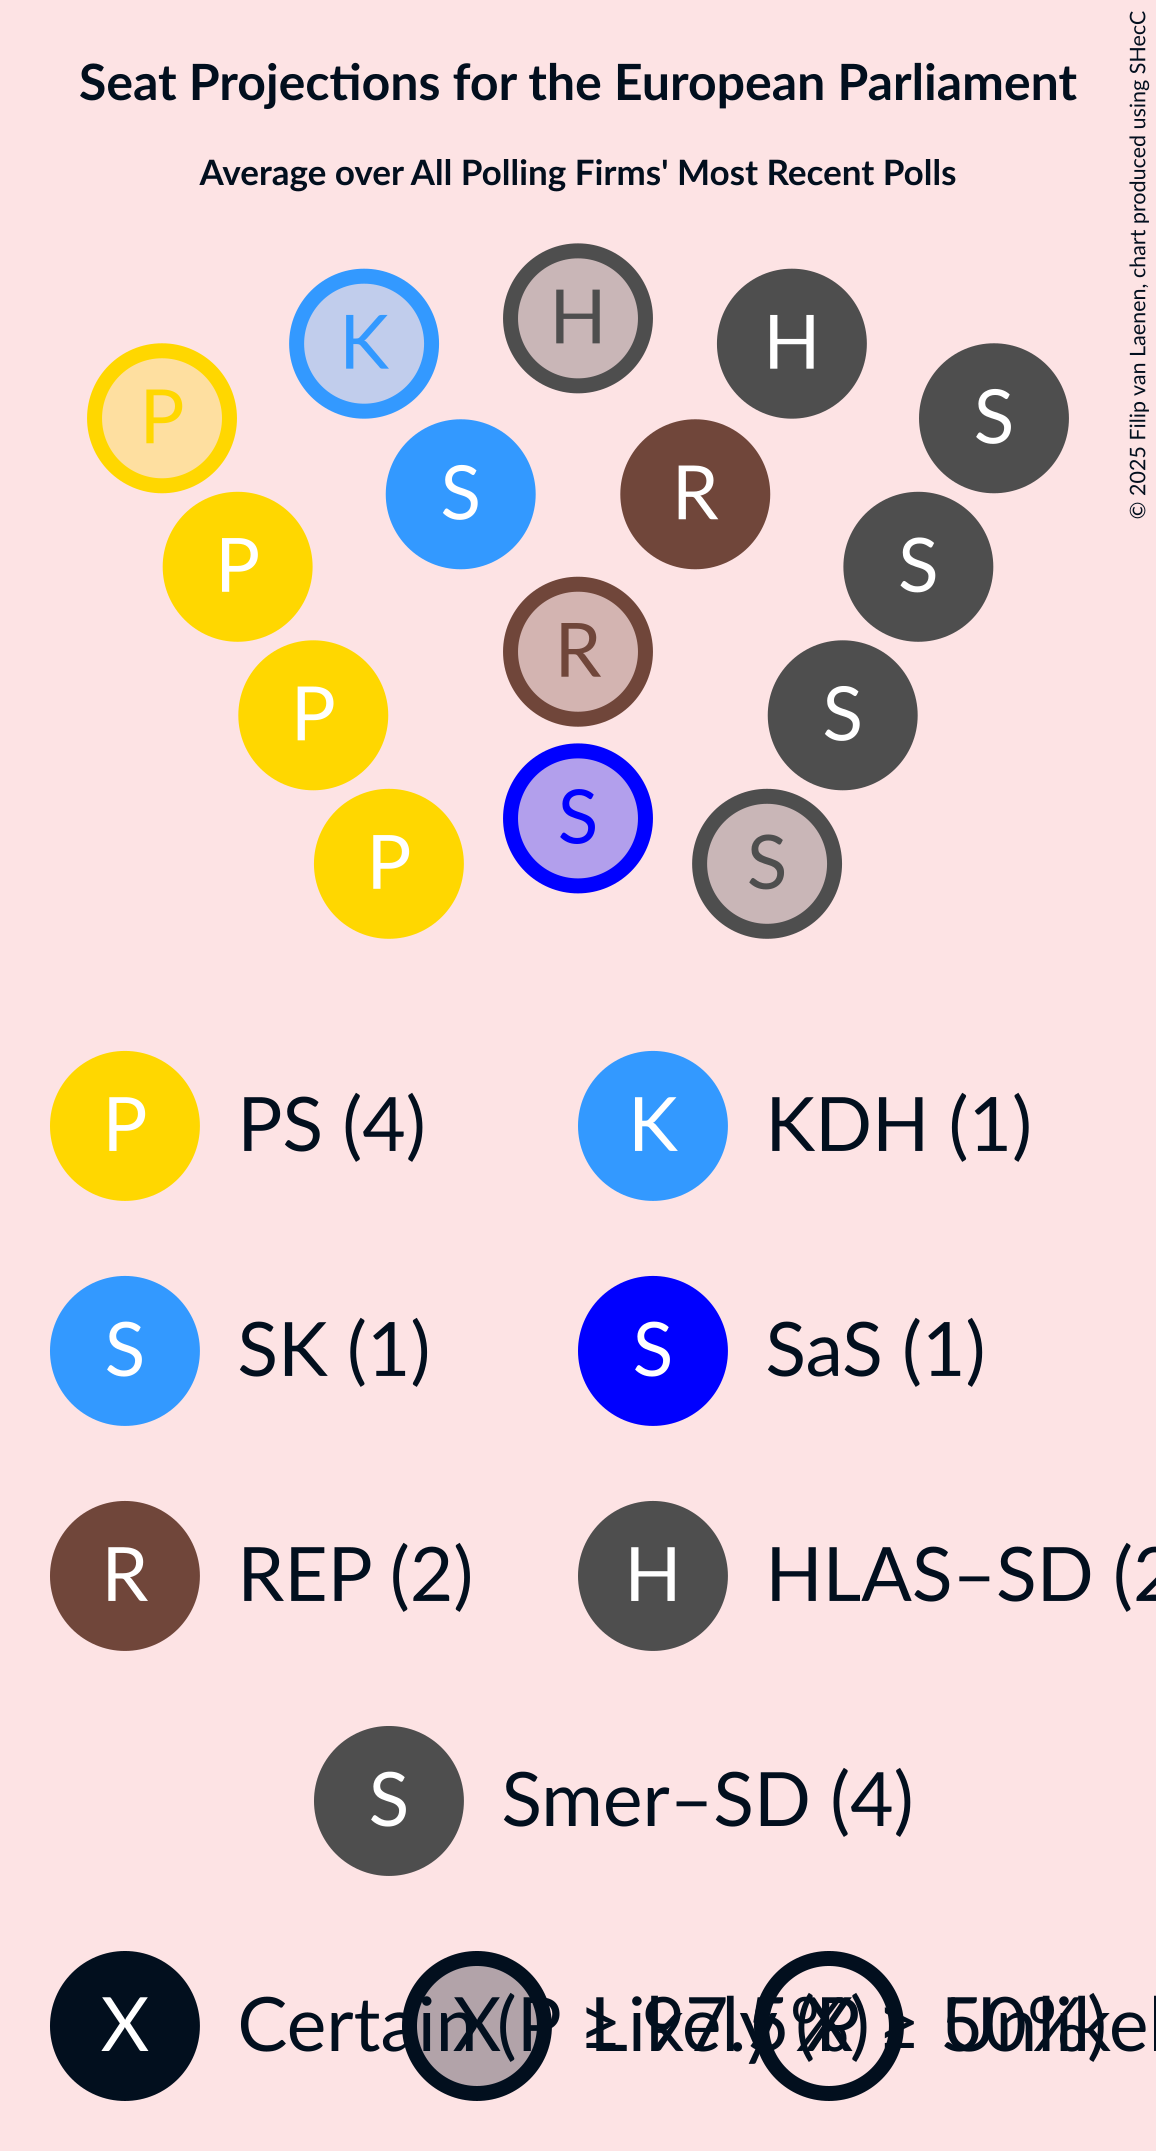 Seat Projections for the European Parliament
Average over All Polling Firms' Most Recent Polls
© 2025 Filip van Laenen, chart produced using SHecC
H
K
H
P
S
S
R
P
S
R
P
S
S
P
S
P PS (4)
K KDH (1)
S SK (1)
S SaS (1)
R REP (2)
H HLAS–SD (2
S Smer–SD (4)
X Certain (P ≥ 97.5%)
X Likely (P ≥ 50%)
X